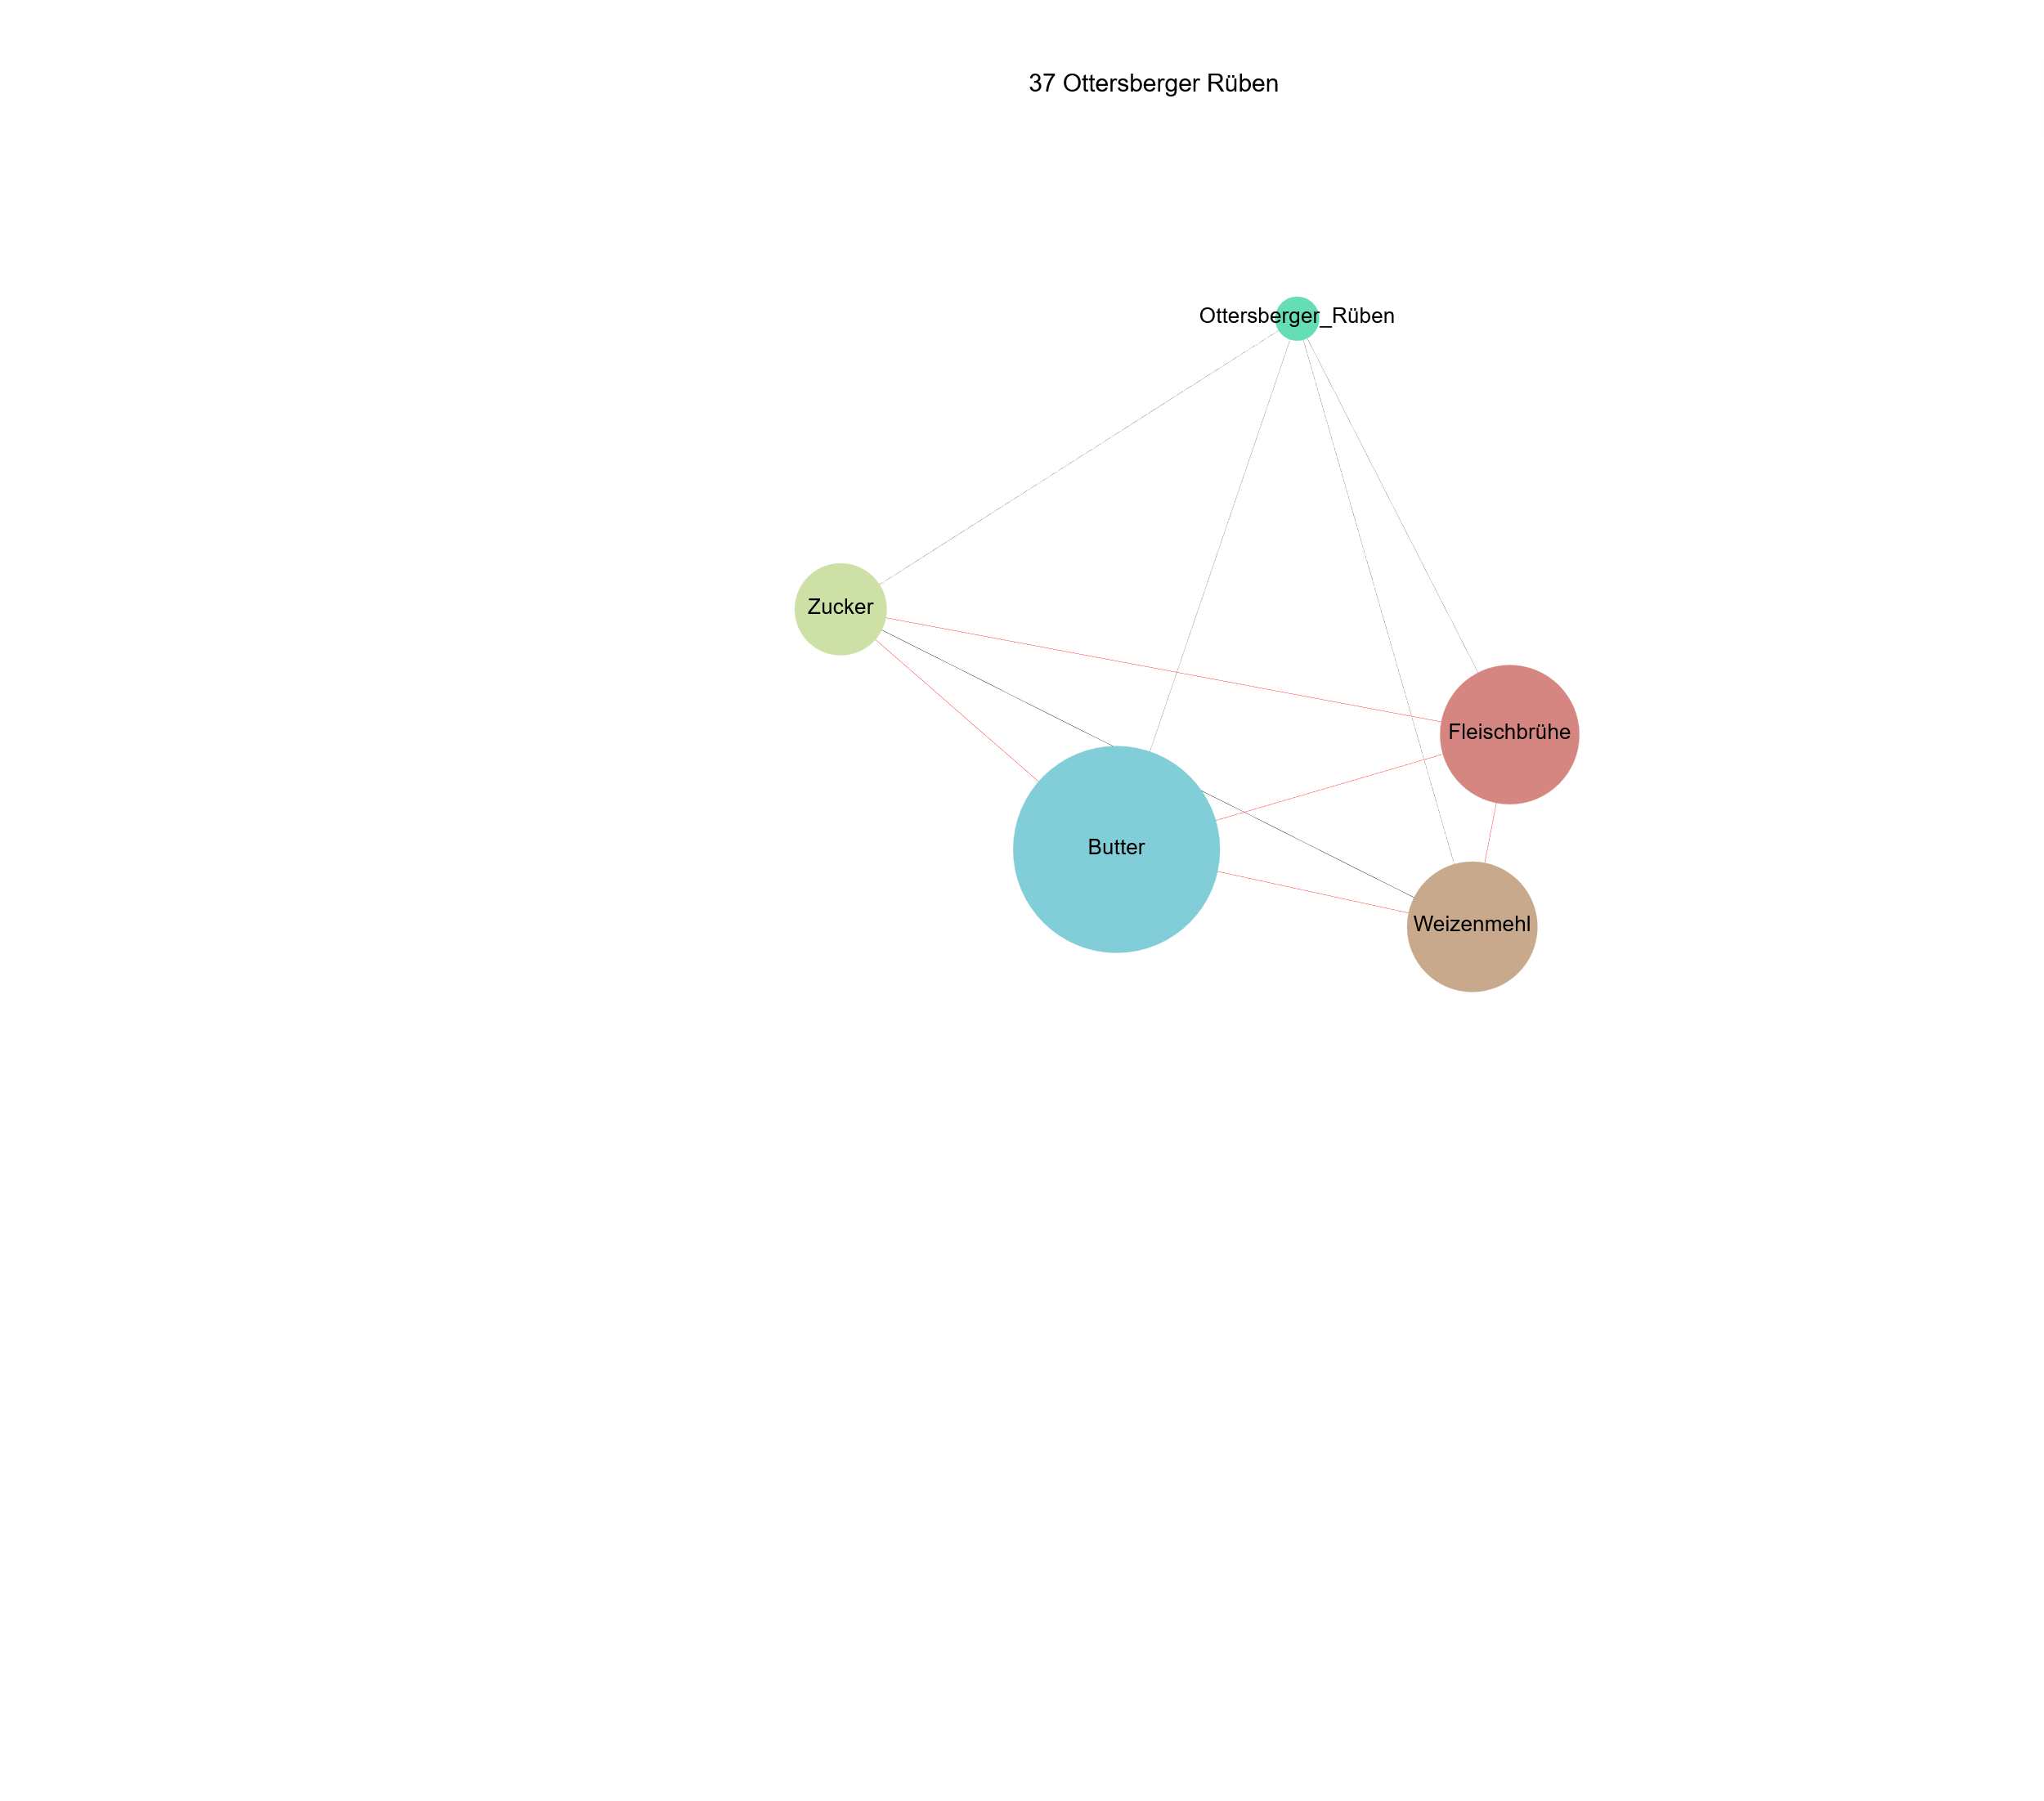 37 Ottersberger Rüben
Ottersberger_Rüben
Zucker
Fleischbrühe
Butter
Weizenmehl